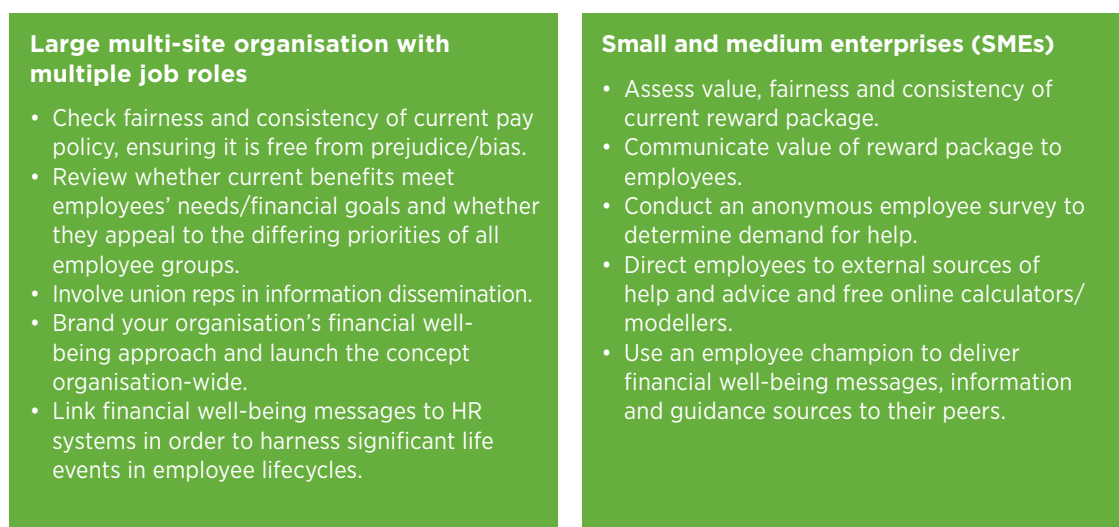 Large multi-site organisation with
multiple job roles
• Check fairness and consistency of current pay
policy, ensuring it is free from prejudice/bias.
• Review whether current benefits meet
employees’ needs/financial goals and whether
they appeal to the differing priorities of all
employee groups.
• Involve union reps in information dissemination.
• Brand your organisation’s financial well-
being approach and launch the concept
organisation-wide.
• Link financial well-being messages to HR
systems in order to harness significant life
events in employee lifecycles.
Small and medium enterprises (SMEs)
• Assess value, fairness and consistency of
current reward package.
• Communicate value of reward package to
employees.
• Conduct an anonymous employee survey to
determine demand for help.
• Direct employees to external sources of
help and advice and free online calculators/
modellers.
• Use an employee champion to deliver
financial well-being messages, information
and guidance sources to their peers.